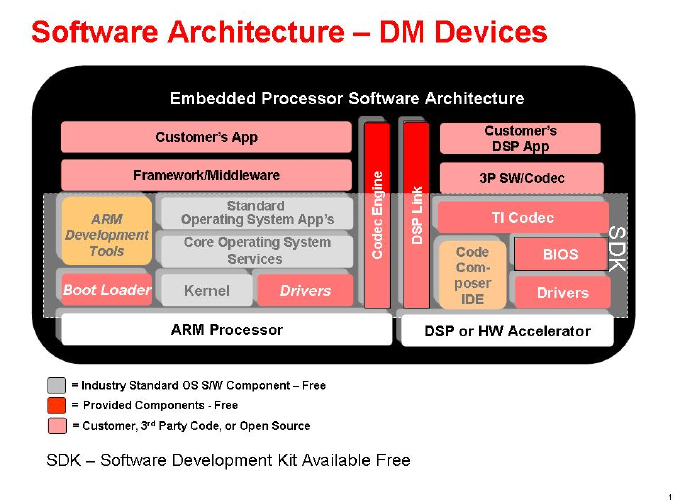 Software Architecture – DM Devices
Embedded Processor Software Architecture
Customer's App
Framework/Middleware
ARM
Development
Tools
Standard
Operating System App's
Core Operating System
Services
Boot Loader
Kernel
Drivers
ARM Processor
Codec Engine
DSP Link
Customer's
DSP App
3P SW/Codec
TI Codec
Code
Com-
poser
IDE
BIOS
Drivers
SDK
DSP or HW Accelerator
= Industry Standard OS S/W Component – Free
= Provided Components - Free
= Customer, 3rd Party Code, or Open Source
SDK – Software Development Kit Available Free
1